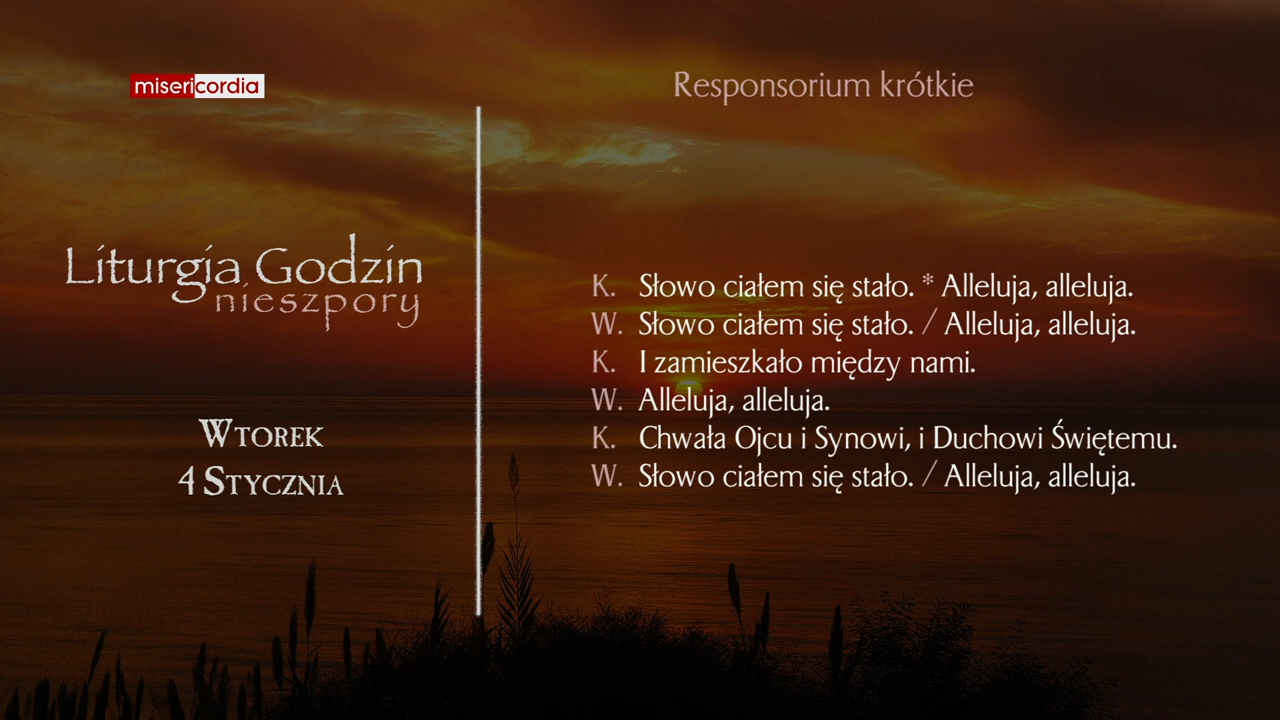 misericordia
Responsorium krótkie
Liturgia Godzin
nieszpory
Wtorek
4 Stycznia
K. Słowo ciałem się stało. * Alleluja, alleluja.
W. Słowo ciałem się stało. / Alleluja, alleluja.
K. I zamieszkało między nami.
W. Alleluja, alleluja.
K. Chwała Ojcu i Synowi, i Duchowi Świętemu.
W. Słowo ciałem się stało. / Alleluja, alleluja.